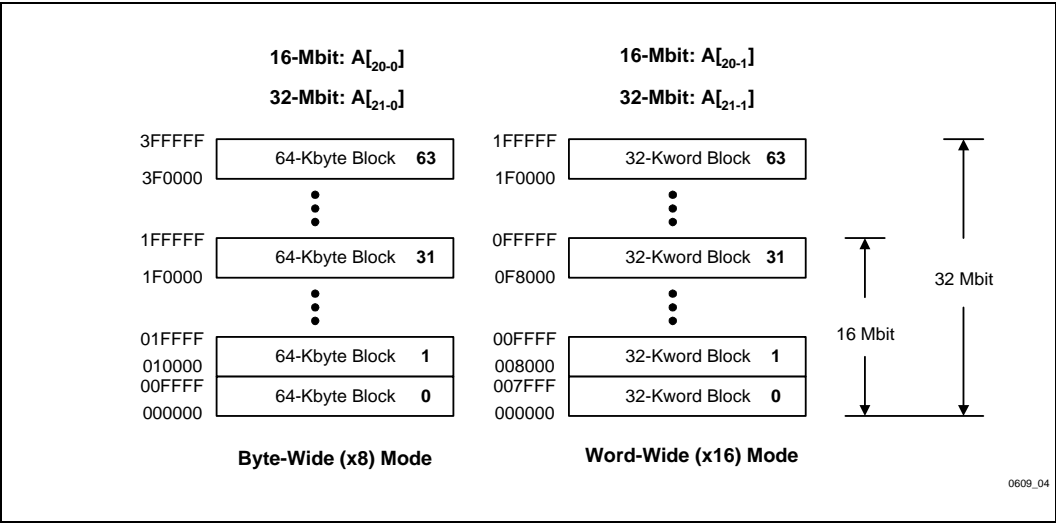 16-Mbit: A[20-0]
32-Mbit: A[21-0]
16-Mbit: A[20-1]
32-Mbit: A[21-1]
3FFFFF
64-Kbyte Block 63
3F0000
1FFFFF
64-Kbyte Block 31
1F0000
01FFFF
64-Kbyte Block 1
010000
00FFFF
64-Kbyte Block 0
000000
Byte-Wide (x8) Mode
1FFFFF
32-Kword Block 63
1F0000
0FFFFF
32-Kword Block 31
0F8000
00FFFF
32-Kword Block 1
008000
007FFF
32-Kword Block 0
000000
Word-Wide (x16) Mode
16 Mbit
32 Mbit
0609_04